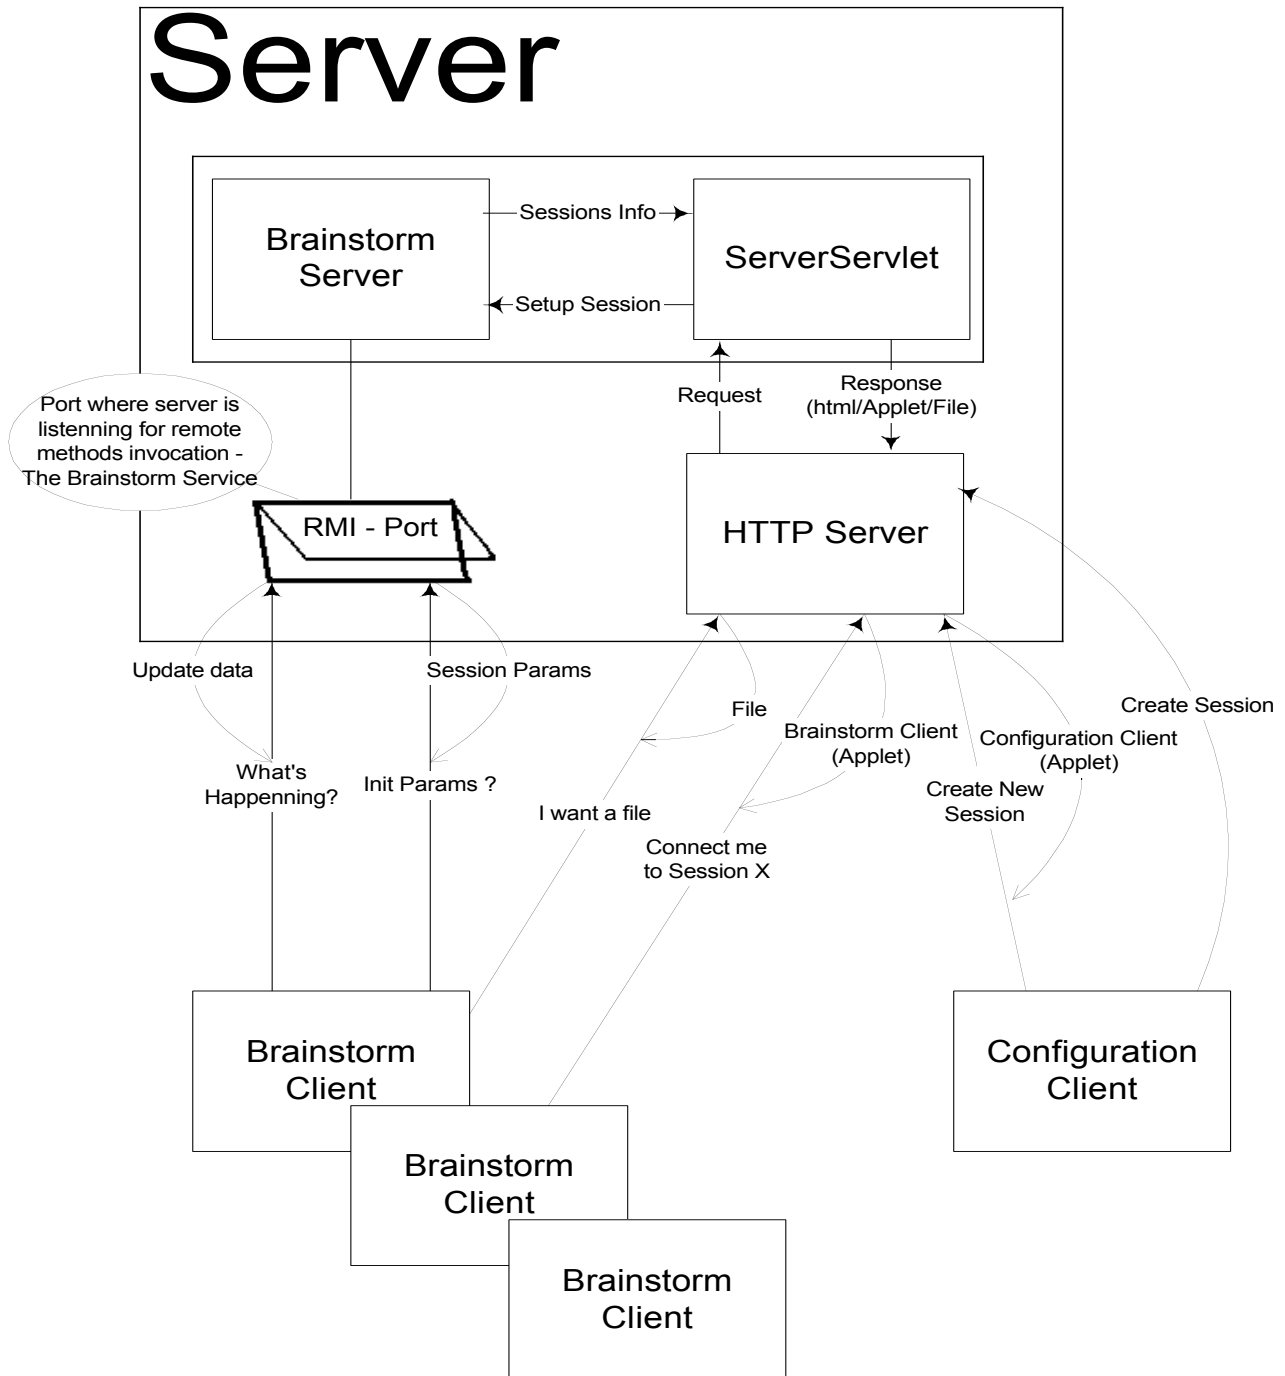 Server
Brainstorm
Server
Sessions Info
Setup Session
ServerServlet
Request
Response
(html/Applet/File)
Port where server is
listenning for remote
methods invocation -
The Brainstorm Service
RMI - Port
HTTP Server
Update data
Session Params
What's
Happenning?
Init Params ?
File
I want a file
Brainstorm Client
(Applet)
Connect me
to Session X
Configuration Client
(Applet)
Create New
Session
Create Session
Brainstorm
Client
Brainstorm
Client
Brainstorm
Client
Configuration
Client